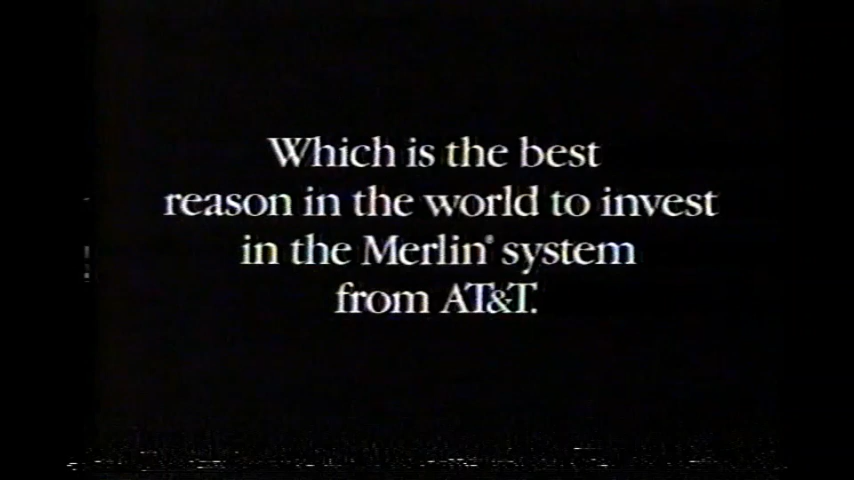 Which is the best
reason in the world to invest
in the Merlin® system
from AT&T.